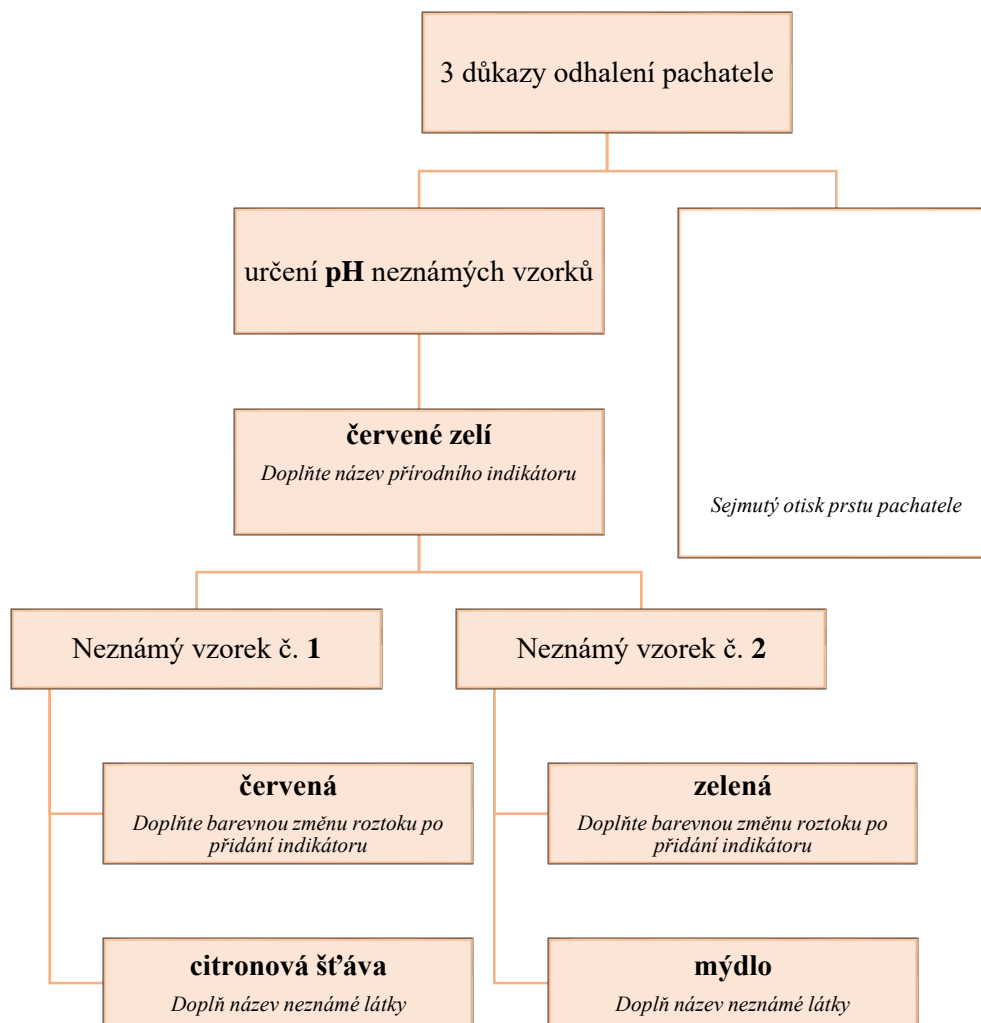 3 důkazy odhalení pachatele
určení pH neznámých vzorků
Sejmutý otisk prstu pachatele
červené zelí
Doplňte název přírodního indikátoru
Neznámý vzorek č. 1
Neznámý vzorek č. 2
červená
Doplňte barevnou změnu roztoku po
přidání indikátoru
zelená
Doplňte barevnou změnu roztoku po
přidání indikátoru
citronová šťáva
Doplň název neznámé látky
mýdlo
Doplň název neznámé látky